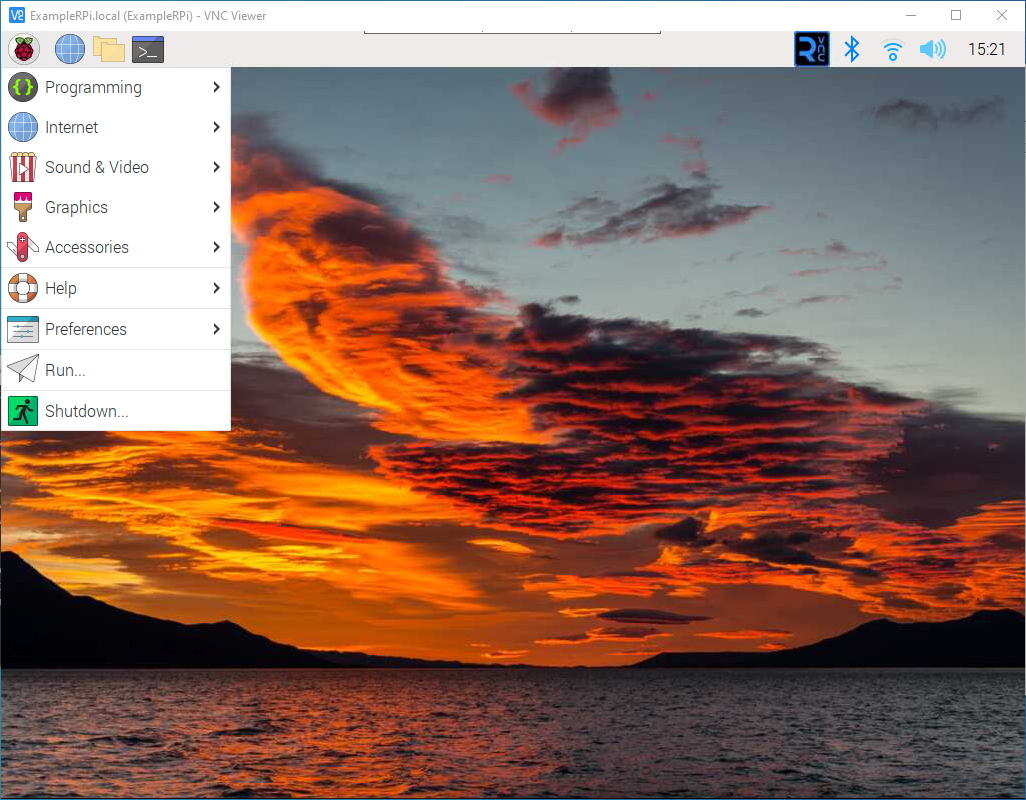 ExampleRPi.local (ExampleRPi) - VNC Viewer
15:21
Programming
Internet
Sound & Video
Graphics
Accessories
Help
Preferences
Run...
Shutdown...